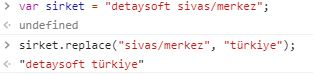 > var sirket = "detaysoft sivas/merkez";
< undefined
> sirket.replace("sivas/merkez", "türkiye");
< "detaysoft türkiye"